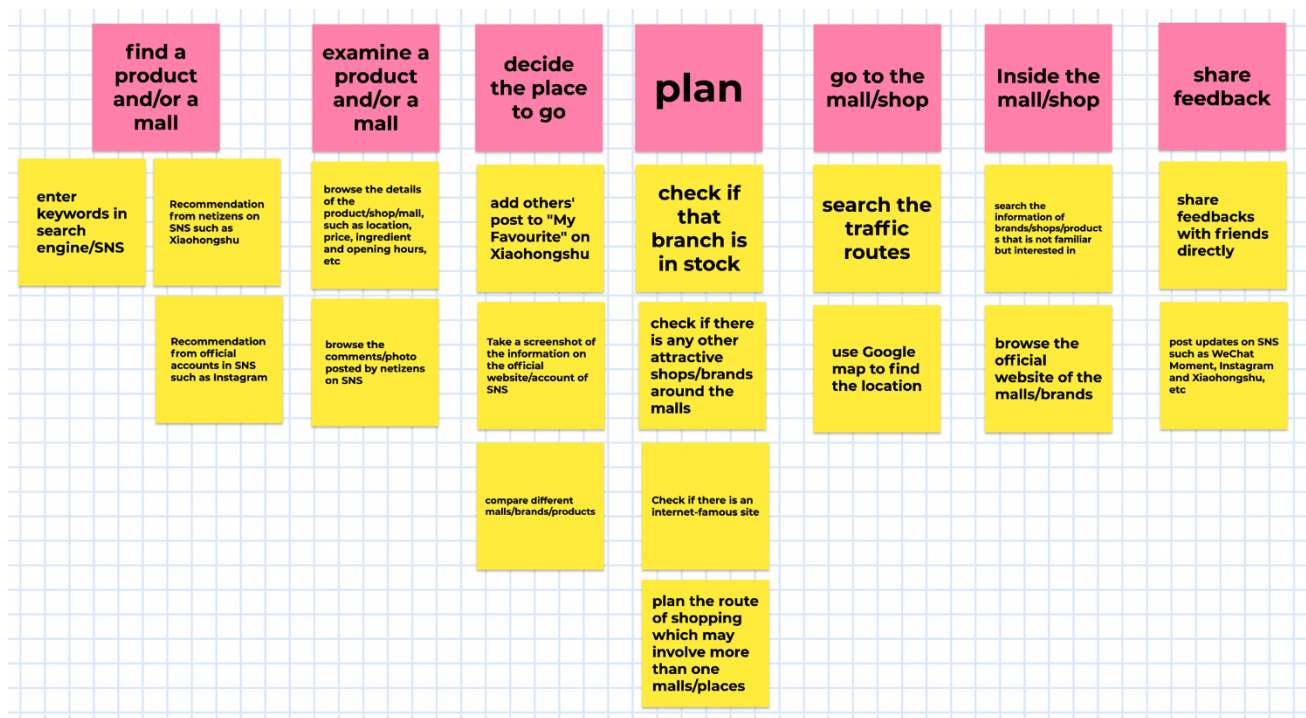 find a
product
and/or a
mall
examine a
product
and/or a
mall
decide
the place
to go
plan
go to the
mall/shop
Inside the
mall/shop
share
feedback
enter
keywords in
search
engine/SNS
Recommendation
from netizens on
SNS such as
Xiaohongshu
browse the details
of the
product/shop/mall,
such as location,
price, ingredient
and opening hours,
etc
add others'
post to "My
Favourite" on
Xiaohongshu
check if
that
branch is
in stock
search the
traffic
routes
search the
information of
brands/shops/product
s that is not familiar
but interested in
share
feedbacks
with friends
directly
Recommendation
from official
accounts in SNS
such as Instagram
browse the
comments/photo
posted by netizens
on SNS
Take a screenshot of
the information on
the official
website/account of
SNS
check if there
is any other
attractive
shops/brands
around the
malls
use Google
map to find
the location
browse the
official
website of the
malls/brands
post updates on SNS
such as WeChat
Moment, Instagram
and Xiaohongshu,
etc
compare different
malls/brands/products
Check if there is an
internet-famous site
plan the route
of shopping
which may
involve more
than one
malls/places